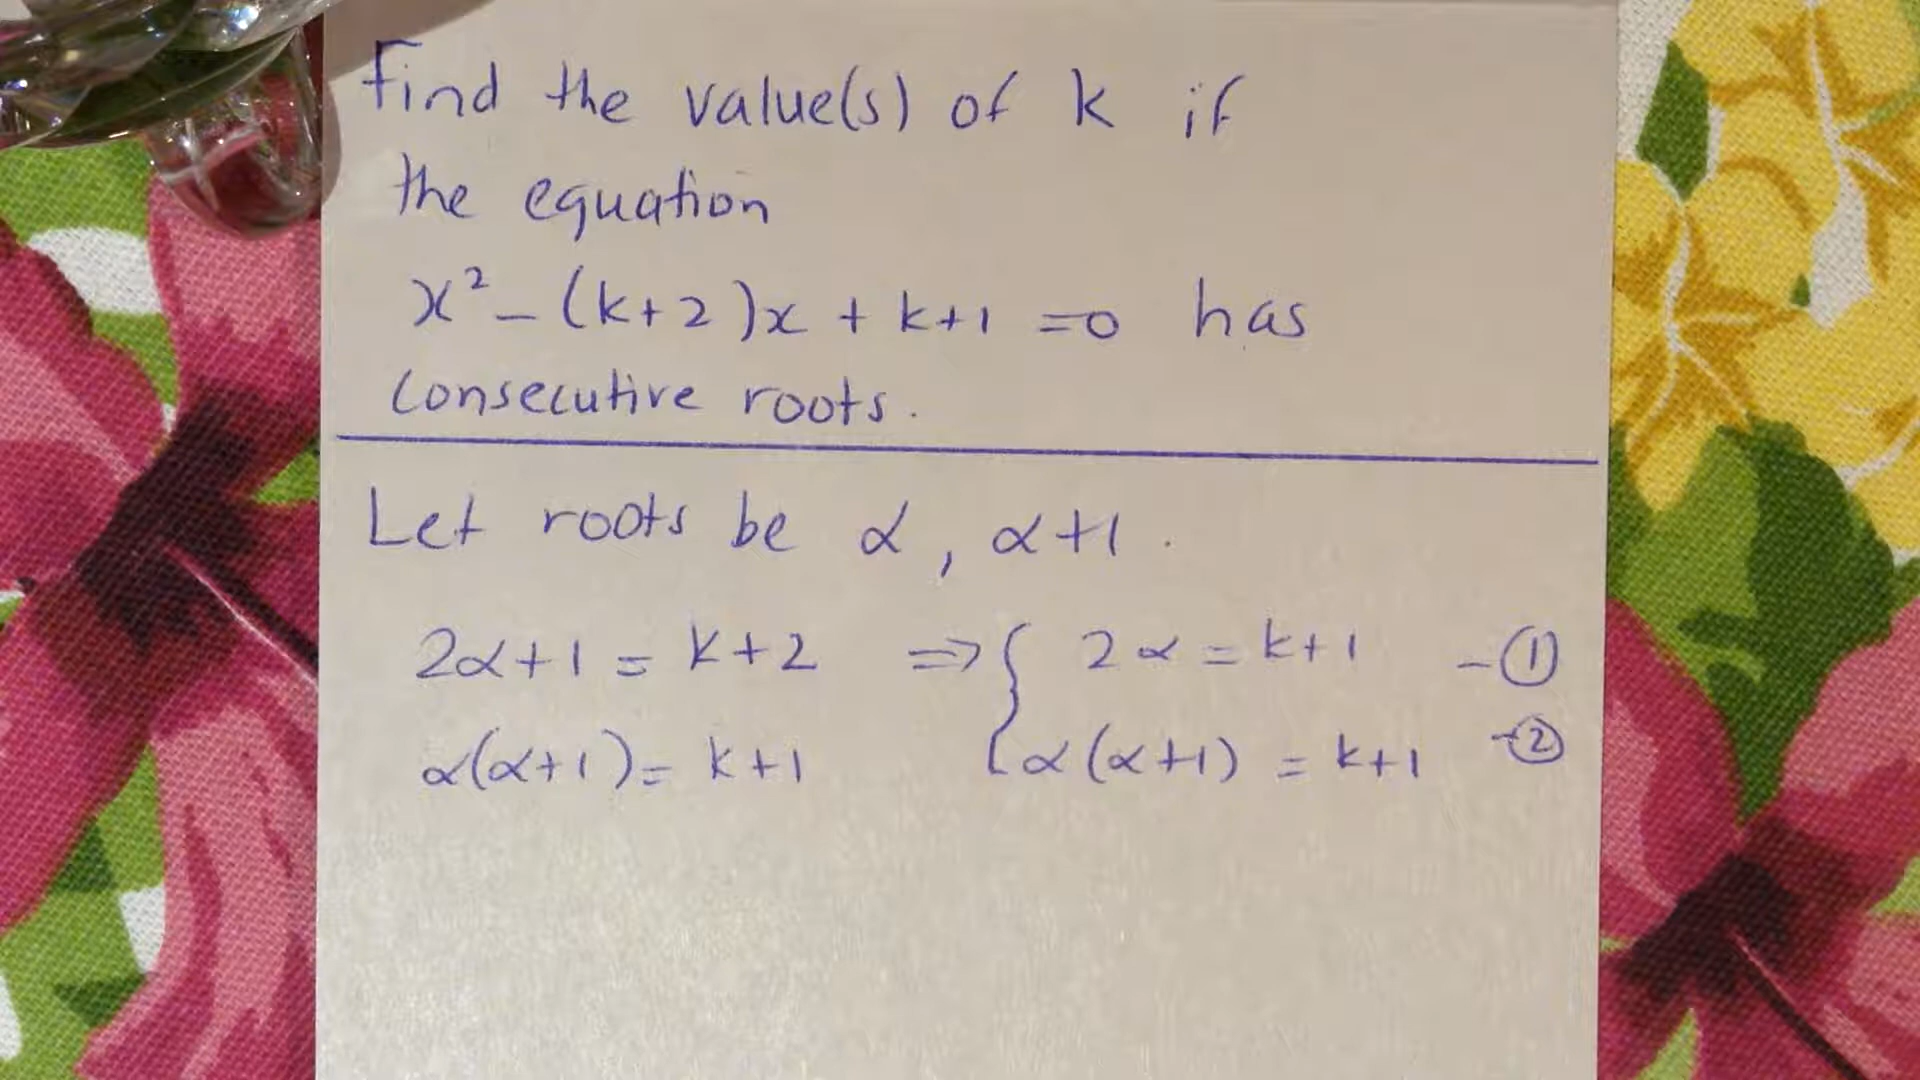 Find the value(s) of k if
the equation
x² - (k+2)x + k+1 =0 has
consecutive roots.
Let roots be α, α+1.
2α+1 = k+2 ⇒ { 2α = k+1 -①
α(α+1) = k+1 α(α+1) = k+1 -②